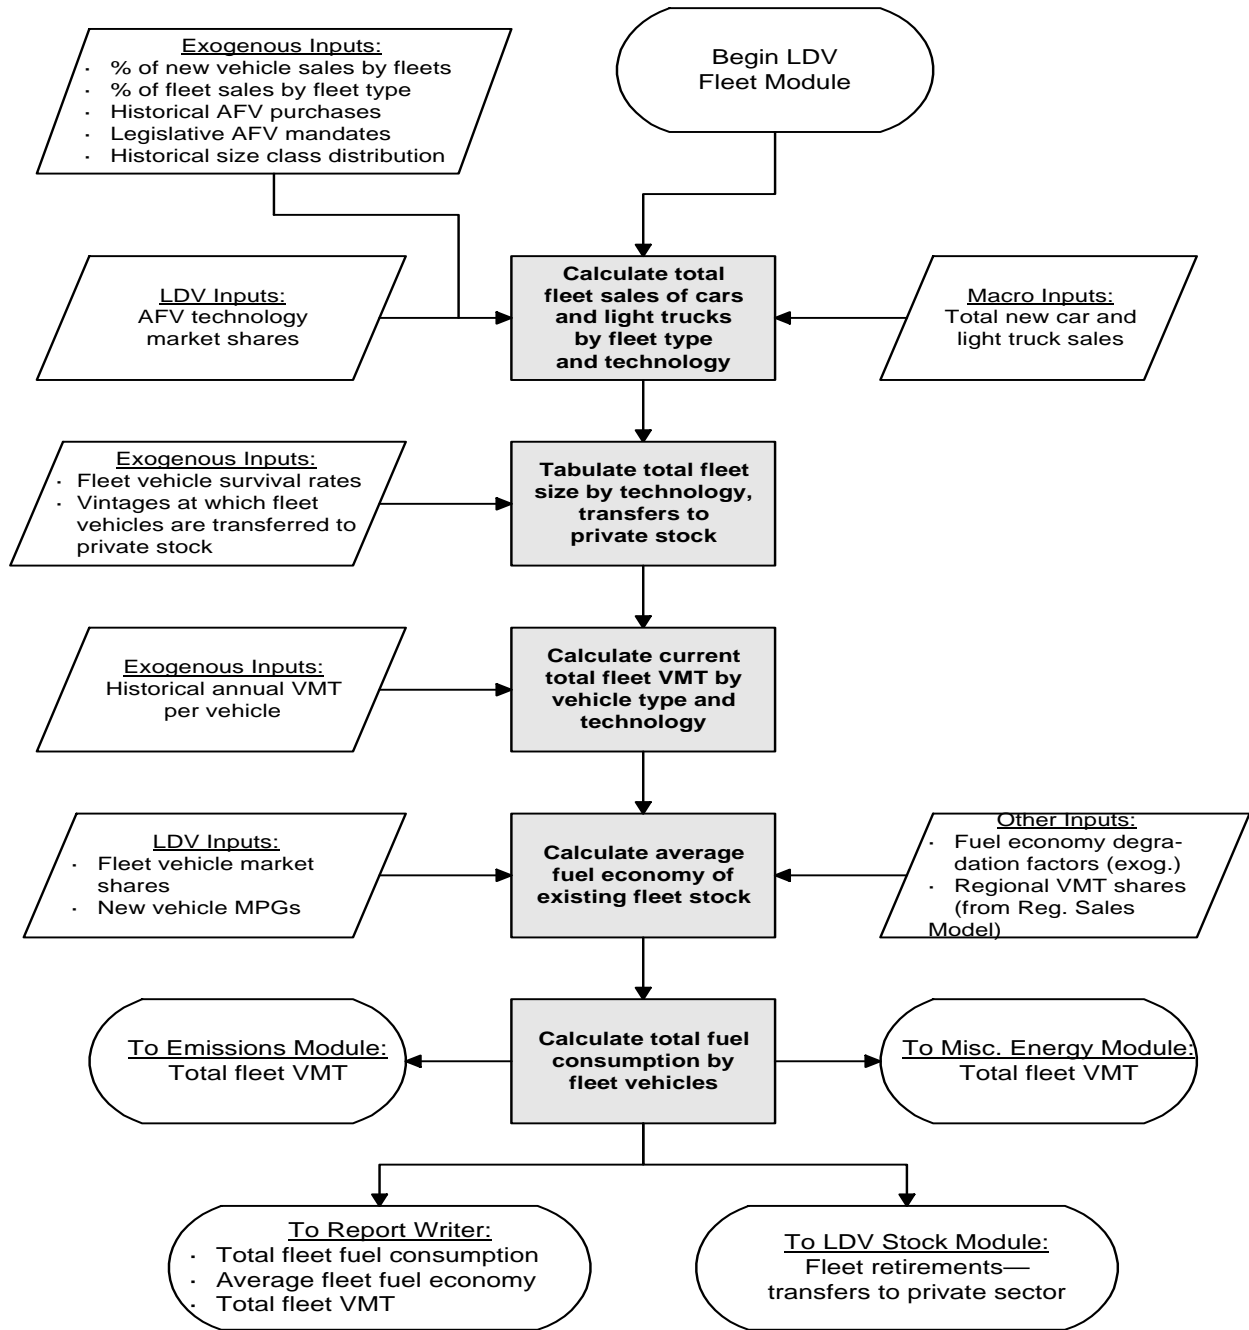 Exogenous Inputs:
· % of new vehicle sales by fleets
· % of fleet sales by fleet type
· Historical AFV purchases
· Legislative AFV mandates
· Historical size class distribution
Begin LDV
Fleet Module
LDV Inputs:
AFV technology
market shares
Calculate total
fleet sales of cars
and light trucks
by fleet type
and technology
Macro Inputs:
Total new car and
light truck sales
Exogenous Inputs:
· Fleet vehicle survival rates
· Vintages at which fleet
vehicles are transferred to
private stock
Tabulate total fleet
size by technology,
transfers to
private stock
Exogenous Inputs:
Historical annual VMT
per vehicle
Calculate current
total fleet VMT by
vehicle type and
technology
LDV Inputs:
· Fleet vehicle market
shares
· New vehicle MPGs
Calculate average
fuel economy of
existing fleet stock
Other Inputs:
· Fuel economy degra-
dation factors (exog.)
· Regional VMT shares
(from Reg. Sales
Model)
To Emissions Module:
Total fleet VMT
Calculate total fuel
consumption by
fleet vehicles
To Misc. Energy Module:
Total fleet VMT
To Report Writer:
· Total fleet fuel consumption
· Average fleet fuel economy
· Total fleet VMT
To LDV Stock Module:
Fleet retirements—
transfers to private sector